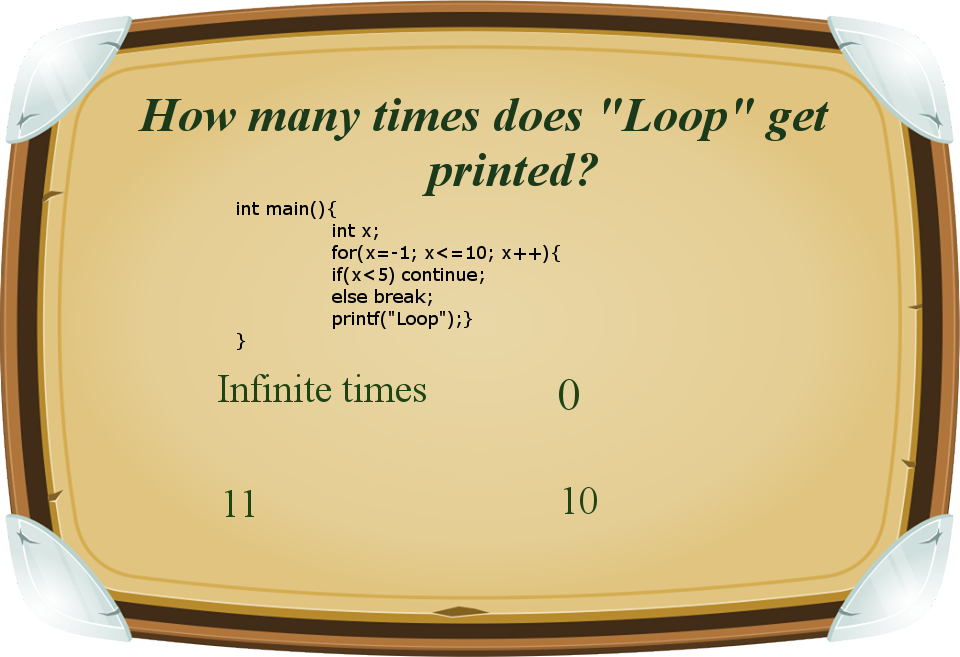 How many times does "Loop" get
printed?
int main(){
int x;
for(x=-1; x<=10; x++){
if(x<5) continue;
else break;
printf("Loop");}
}
Infinite times
0
11
10